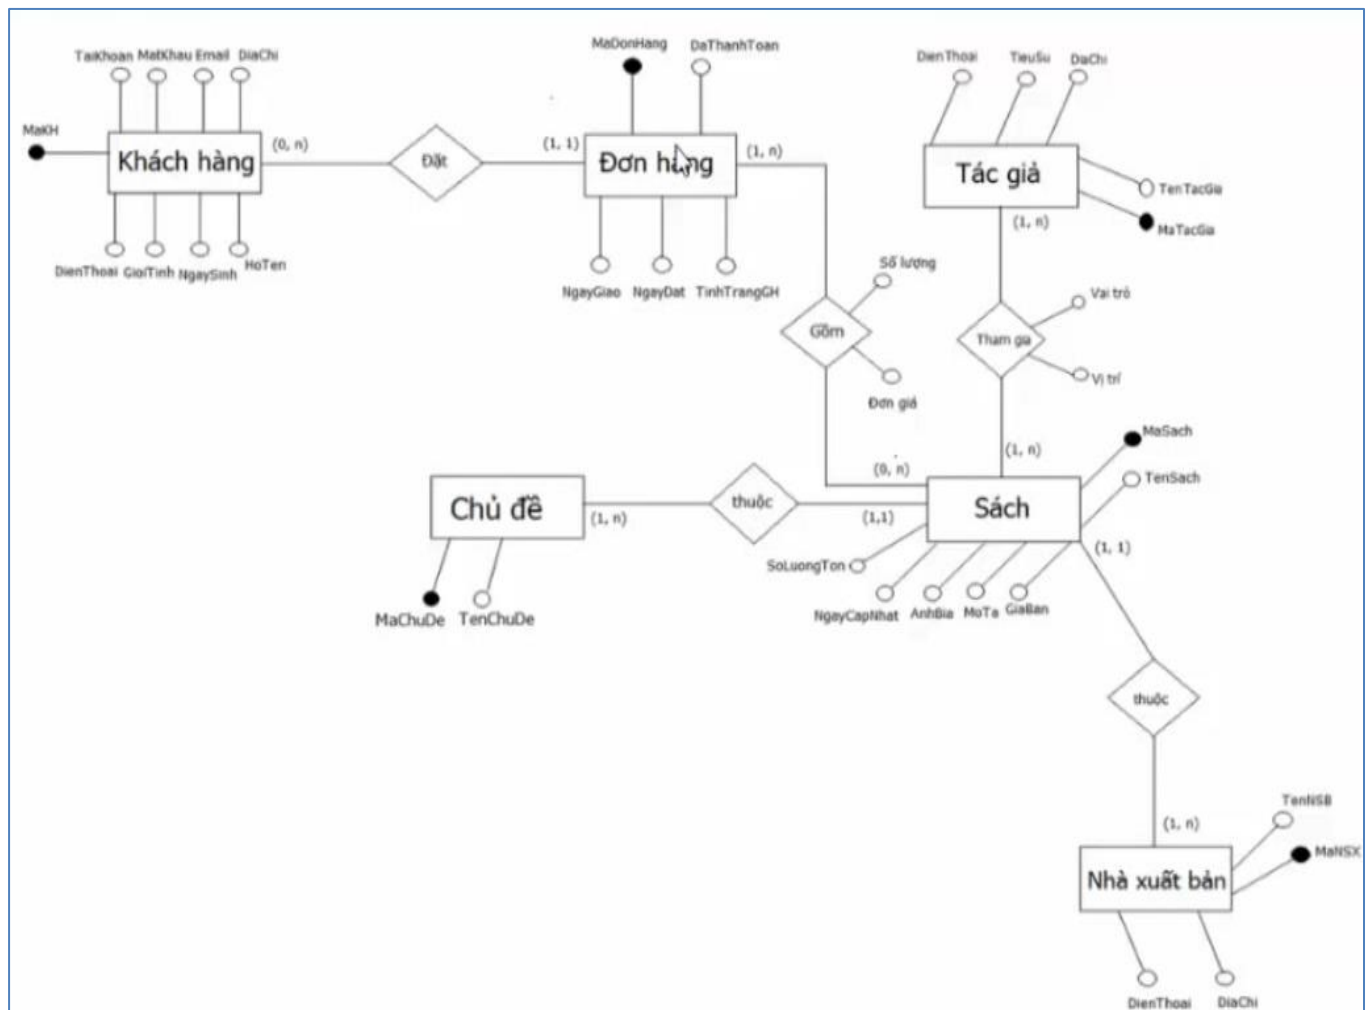 TaiKhoan MatKhau Email DiaChi
MaKH
Khách hàng
(0, n)
DienThoai GioiTinh NgaySinh HoTen
Đặt
(1, 1)
MaDonHang DaThanhToan
Đơn hàng
(1, n)
NgayGiao NgayDat TinhTrangGH
DienThoai TieuSu DiaChi
Tác giả
TenTacGia
MaTacGia
(1, n)
Số lượng
Gồm
Đơn giá
Vai trò
Tham gia
Vị trí
(0, n)
(1, n)
MaSach
TenSach
Chủ đề
(1, n)
thuộc
(1,1)
Sách
(1, 1)
SoLuongTon
NgayCapNhat AnhBia MoTa GiaBan
MaChuDe TenChuDe
thuộc
(1, n)
TenNSB
MaNSX
Nhà xuất bản
DienThoai DiaChi